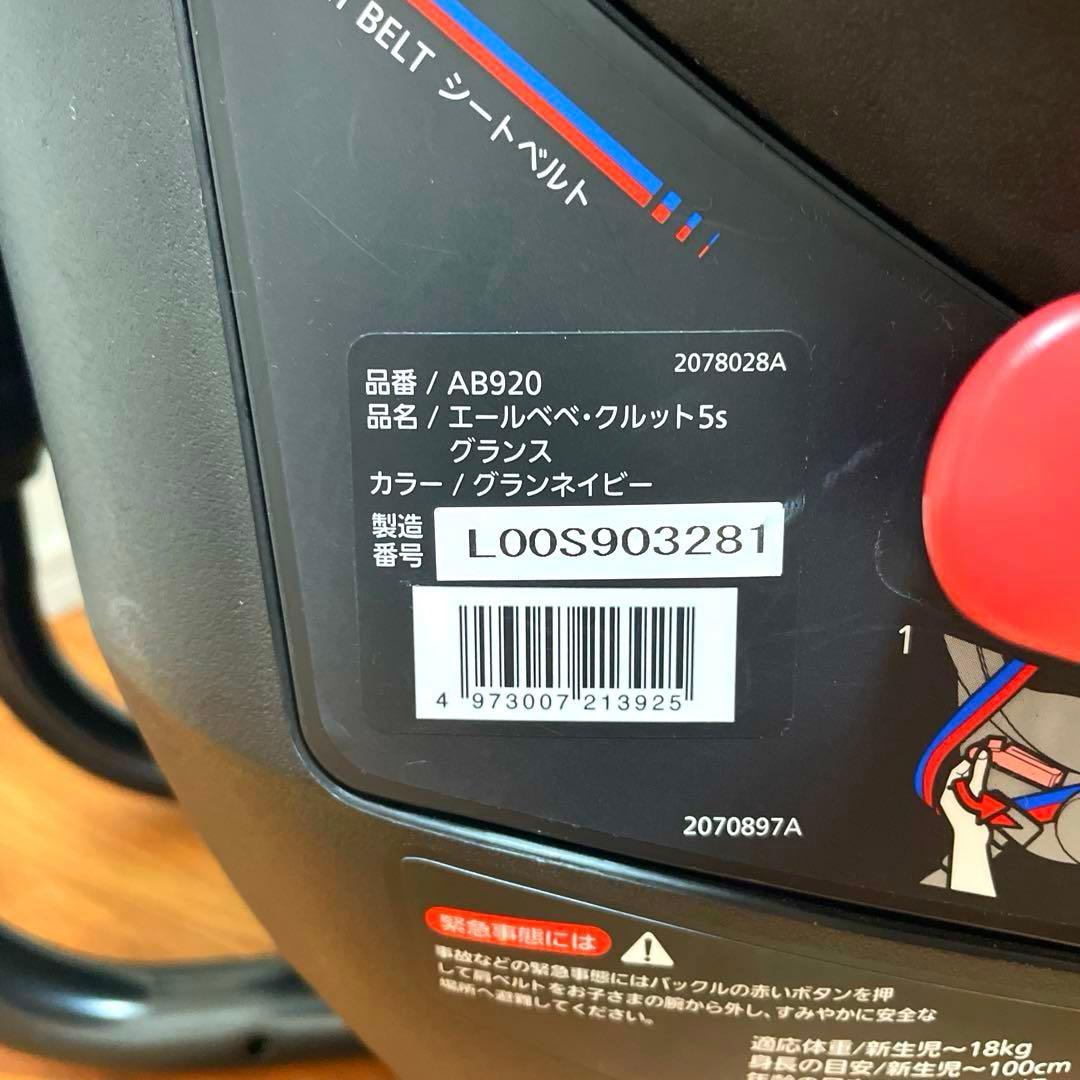 BELT シートベルト
2078028A
品番 / AB920
品名 / エールベベ・クルット5s
グランス
カラー / グランネイビー
製造
番号
L00S903281
4 973007 213925
1
2070897A
緊急事態には
事故などの緊急事態にはバックルの赤いボタンを押
して肩ベルトをお子さまの腕から外し、すみやかに安全な
場所へ避難してください。
適応体重/新生児～18kg
身長の目安/新生児～100cm